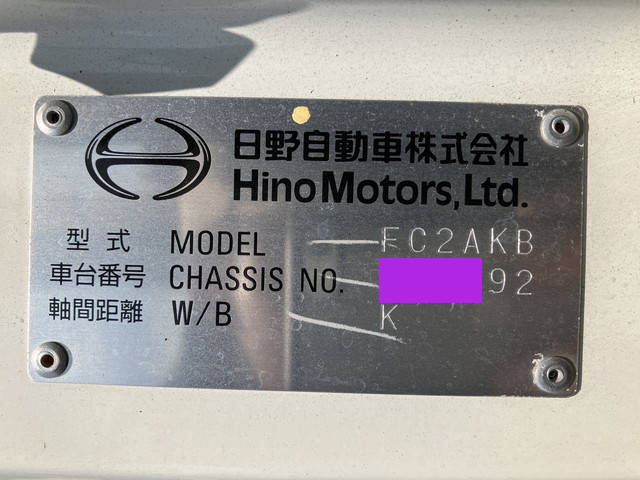 日野自動車株式会社
Hino Motors, Ltd.
型式 MODEL FC2AKB
車台番号 CHASSIS NO. 92
軸間距離 W/B K